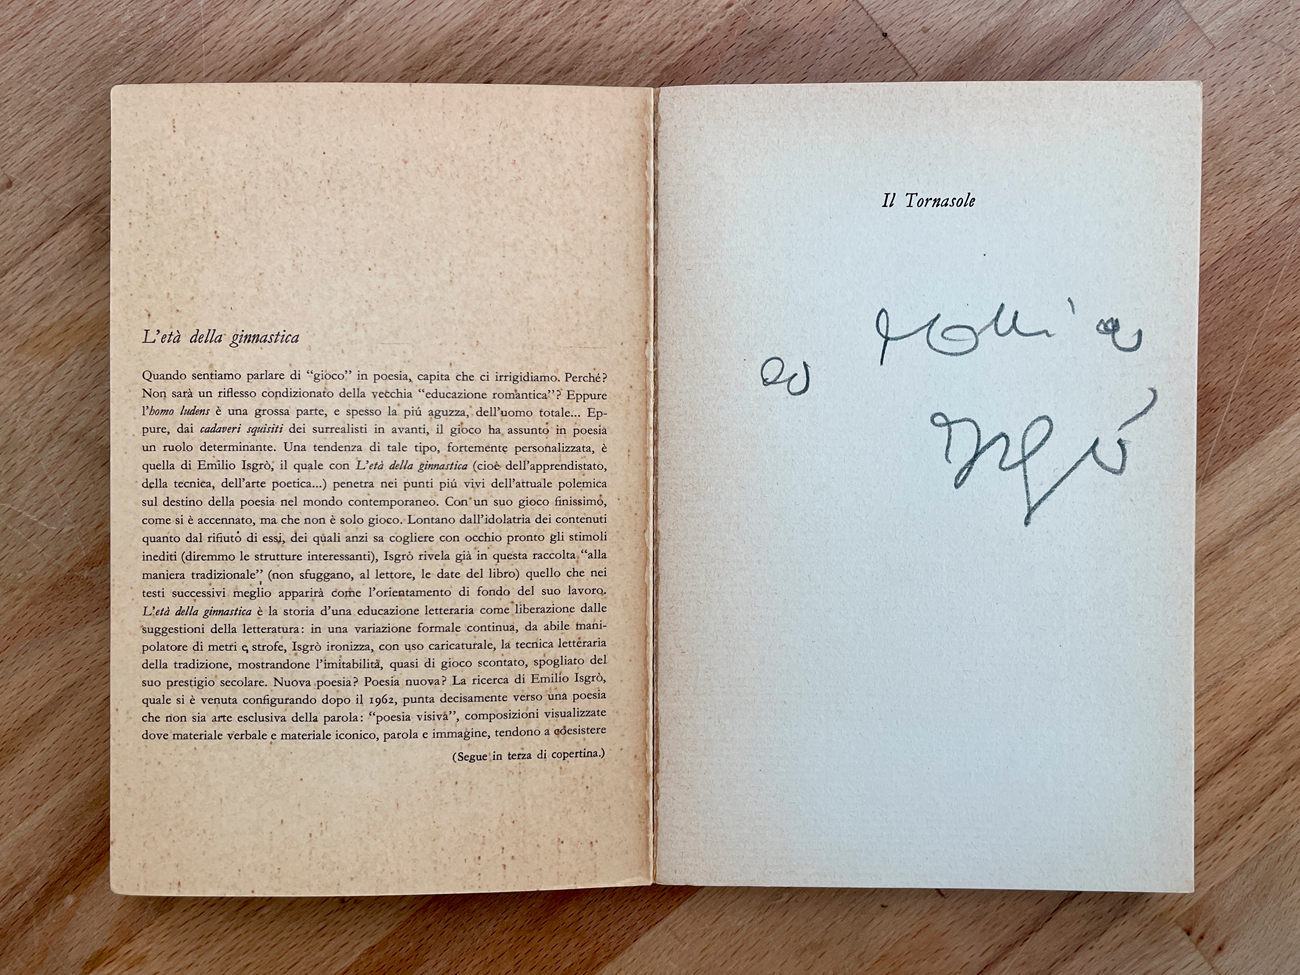 L'età della ginnastica
Quando sentiamo parlare di “gioco” in poesia, capita che ci irrigidiamo. Perché?
Non sarà un riflesso condizionato della vecchia “educazione romantica”? Eppure
l'homo ludens è una grossa parte, e spesso la piú aguzza, dell'uomo totale... Ep-
pure, dai cadaveri squisiti dei surrealisti in avanti, il gioco ha assunto in poesia
un ruolo determinante. Una tendenza di tale tipo, fortemente personalizzata, è
quella di Emilio Isgrò, il quale con L'età della ginnastica (cioè dell'apprendistato,
della tecnica, dell'arte poetica...) penetra nei punti piú vivi dell'attuale polemica
sul destino della poesia nel mondo contemporaneo. Con un suo gioco finissimo,
come si è accennato, ma che non è solo gioco. Lontano dall'idolatria dei contenuti
quanto dal rifiuto di essi, dei quali anzi sa cogliere con occhio pronto gli stimoli
inediti (diremmo le strutture interessanti), Isgrò rivela già in questa raccolta “alla
maniera tradizionale” (non sfuggano, al lettore, le date del libro) quello che nei
testi successivi meglio apparirà come l'orientamento di fondo del suo lavoro.
L'età della ginnastica è la storia d'una educazione letteraria come liberazione dalle
suggestioni della letteratura: in una variazione formale continua, da abile mani-
polatore di metri e strofe, Isgrò ironizza, con uso caricaturale, la tecnica letteraria
della tradizione, mostrandone l'imitabilità, quasi di gioco scontato, spogliato del
suo prestigio secolare. Nuova poesia? Poesia nuova? La ricerca di Emilio Isgrò,
quale si è venuta configurando dopo il 1962, punta decisamente verso una poesia
che non sia arte esclusiva della parola: “poesia visiva”, composizioni visualizzate
dove materiale verbale e materiale iconico, parola e immagine, tendono a coesistere
(Segue in terza di copertina.)
Il Tornasole
Isgrò